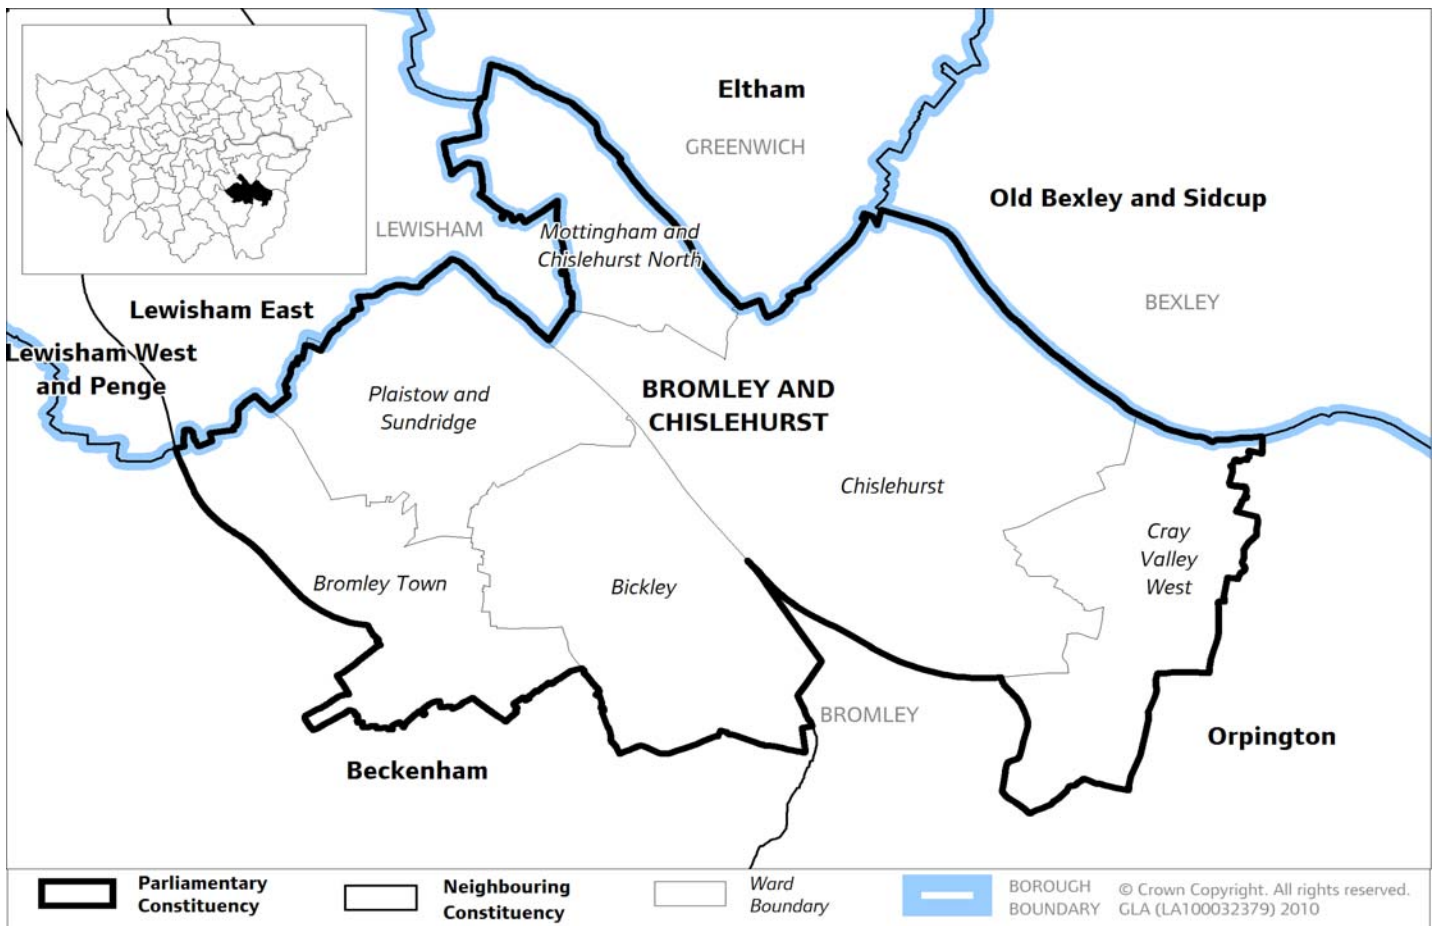 Eltham
GREENWICH
Old Bexley and Sidcup
LEWISHAM
Mottingham and
Chislehurst North
BEXLEY
Lewisham East
Lewisham West
and Penge
Plaistow and
Sundridge
BROMLEY AND
CHISLEHURST
Chislehurst
Cray
Valley
West
Bromley Town
Bickley
BROMLEY
Orpington
Beckenham
Parliamentary
Constituency
Neighbouring
Constituency
Ward
Boundary
BOROUGH
BOUNDARY
© Crown Copyright. All rights reserved.
GLA (LA100032379) 2010